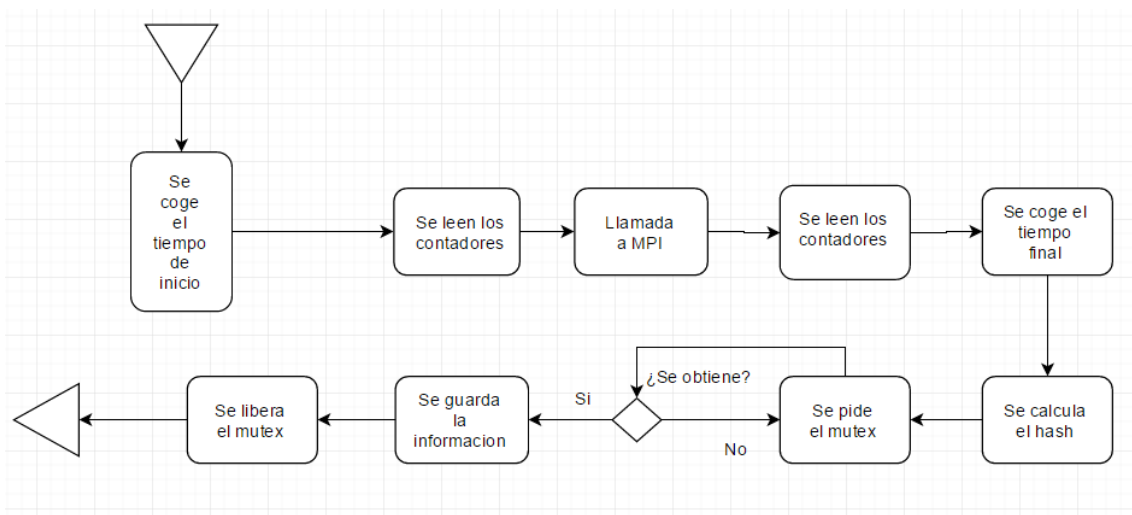 Se
coge
el
tiempo
de
inicio
Se leen los
contadores
Llamada
a MPI
Se leen los
contadores
Se coge el
tiempo
final
Se calcula
el hash
Se pide
el mutex
¿Se obtiene?
No
Si
Se guarda
la
informacion
Se libera
el mutex